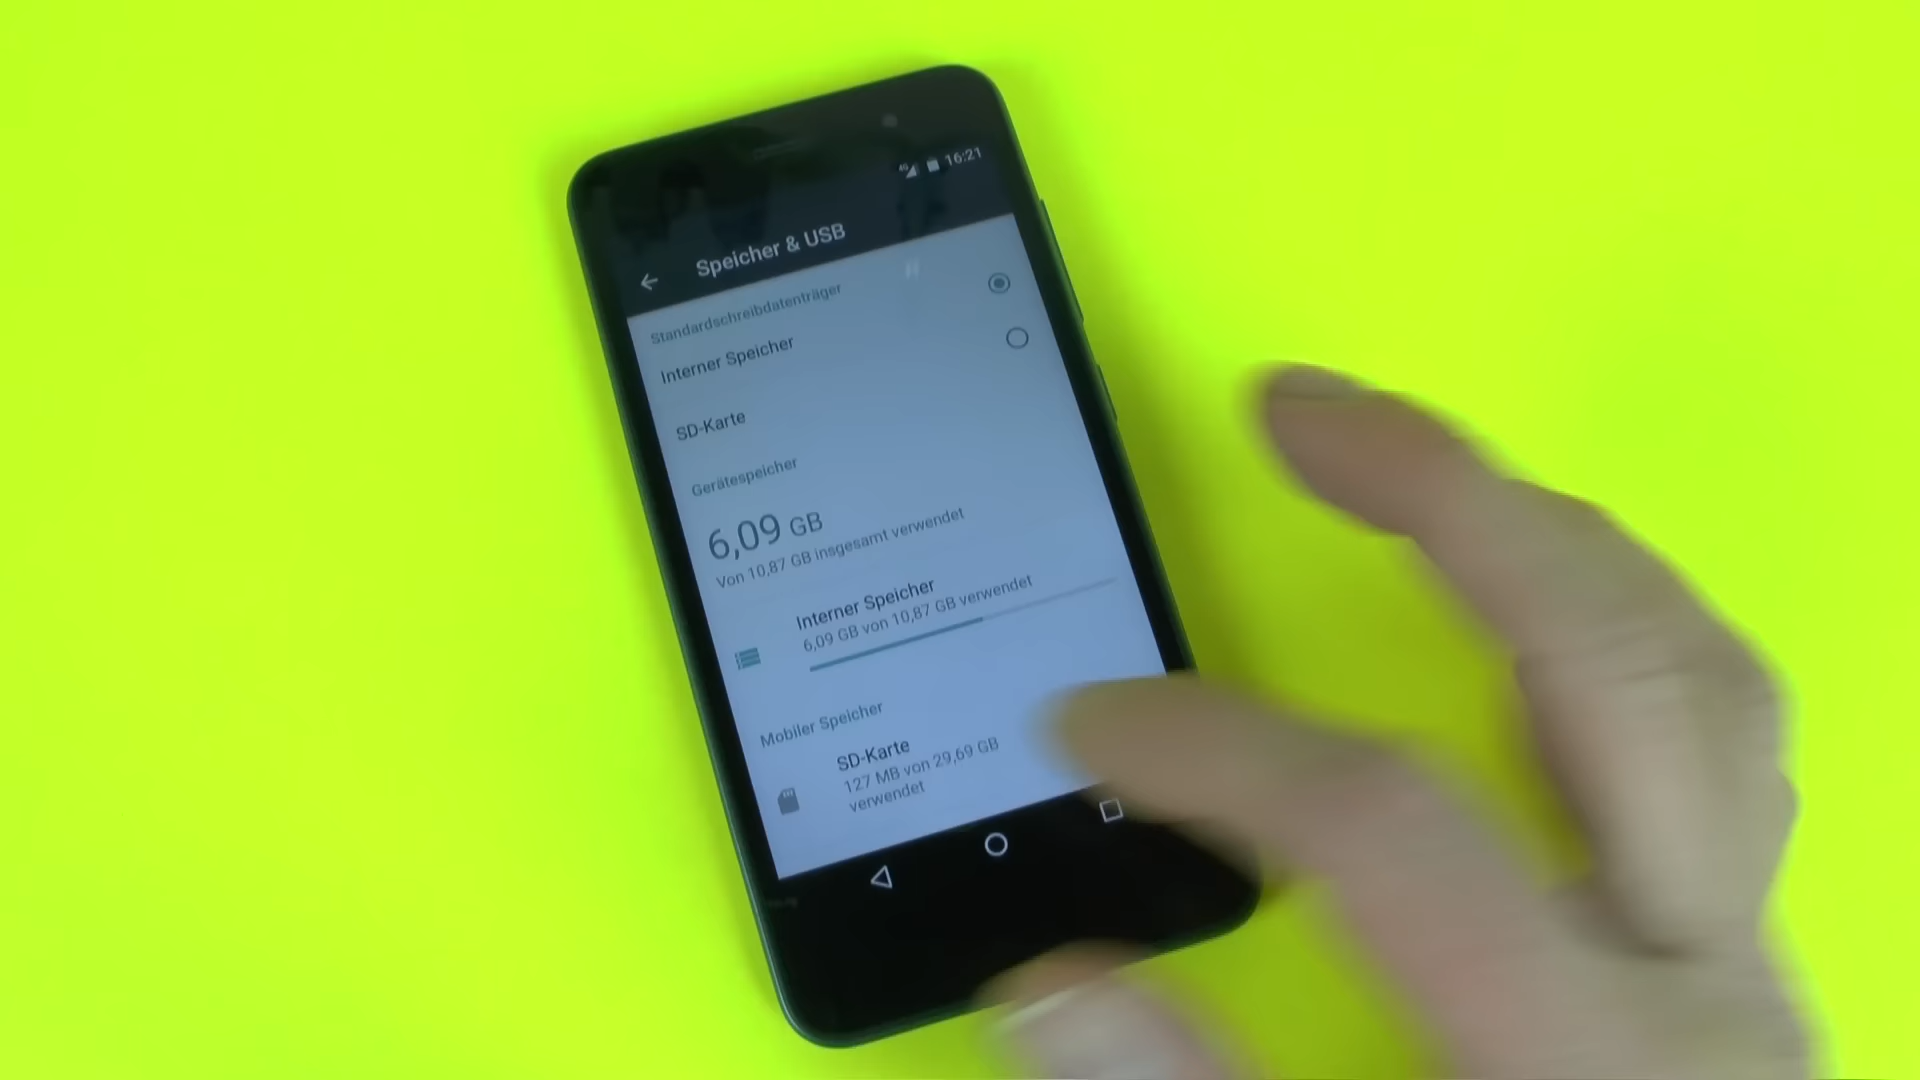 4G 16:21
Speicher & USB
Standardschreibdatenträger
Interner Speicher
SD-Karte
Gerätespeicher
6,09 GB
Von 10,87 GB insgesamt verwendet
Interner Speicher
6,09 GB von 10,87 GB verwendet
Mobiler Speicher
SD-Karte
127 MB von 29,69 GB
verwendet